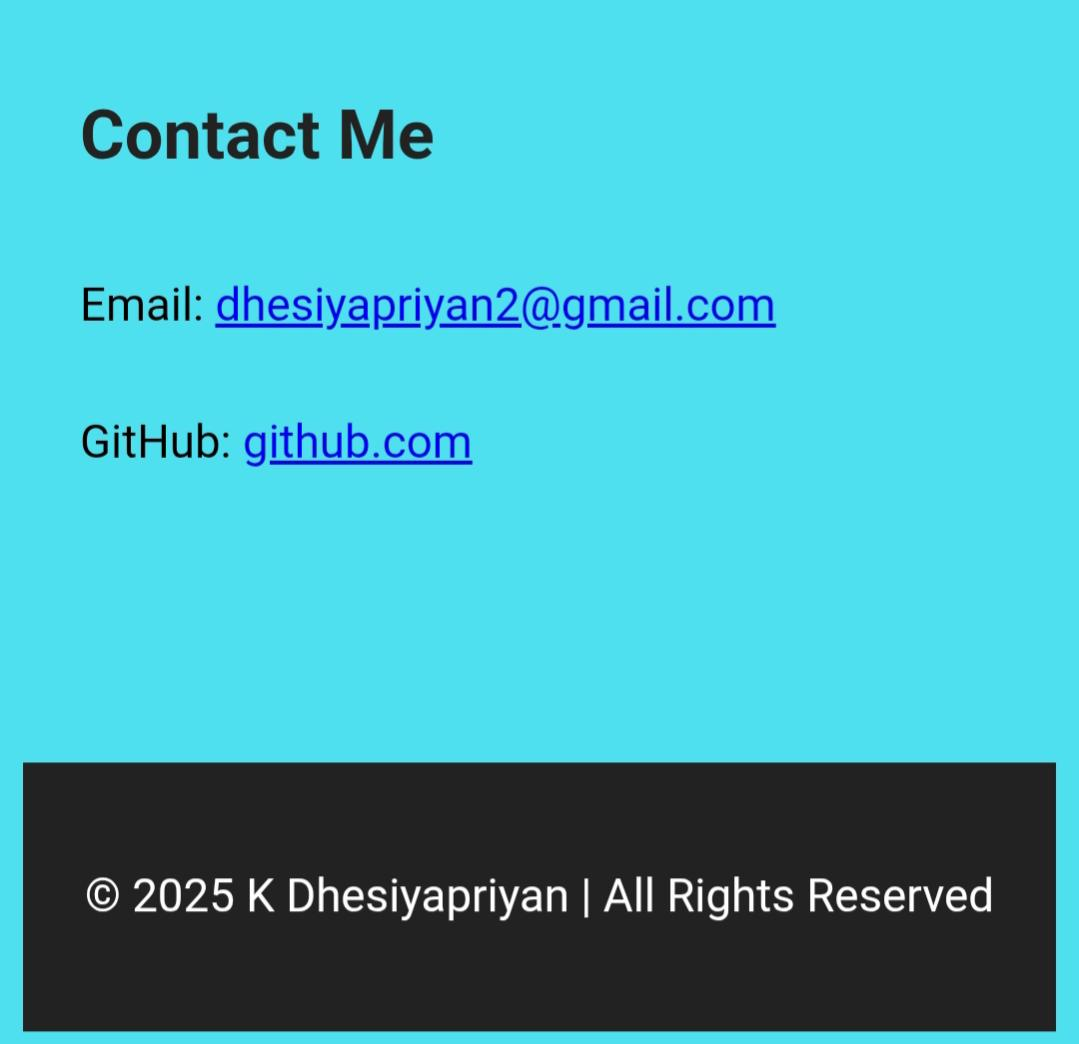 Contact Me
Email: dhesiyapriyan2@gmail.com
GitHub: github.com
© 2025 K Dhesiyapriyan | All Rights Reserved